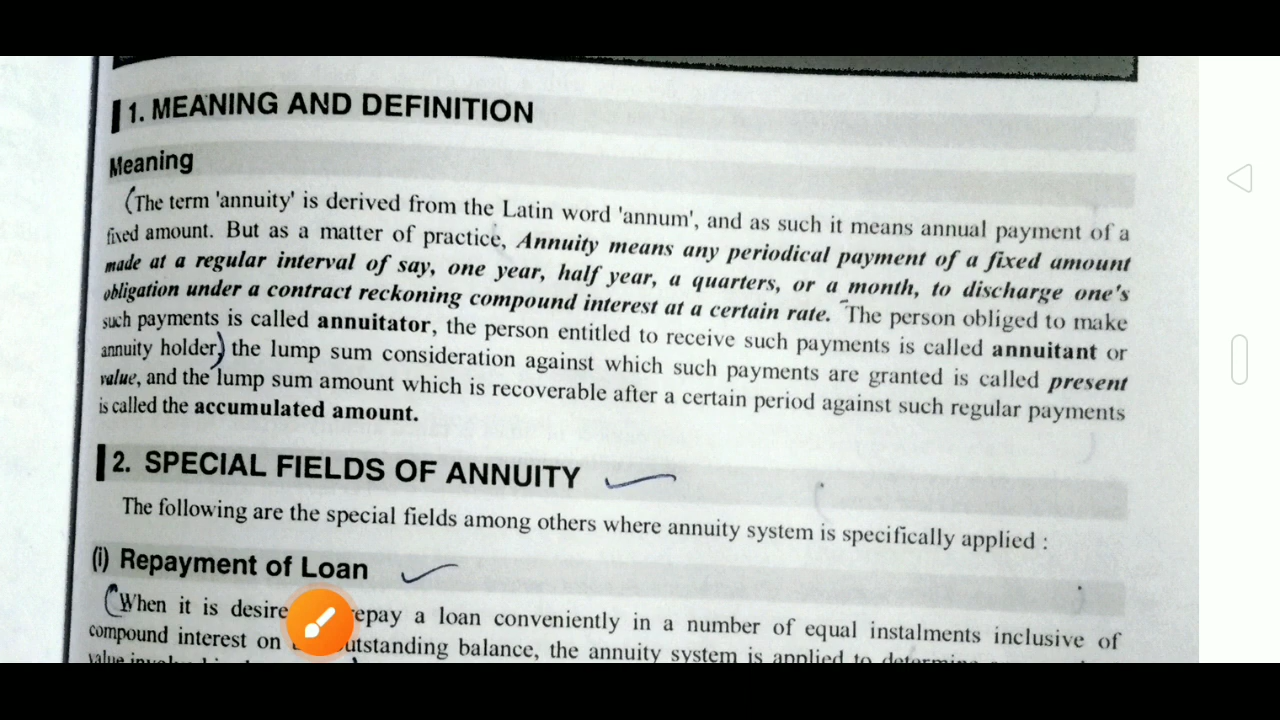 1. MEANING AND DEFINITION
Meaning
(The term 'annuity' is derived from the Latin word 'annum', and as such it means annual payment of a
fixed amount. But as a matter of practice, Annuity means any periodical payment of a fixed amount
made at a regular interval of say, one year, half year, a quarters, or a month, to discharge one's
obligation under a contract reckoning compound interest at a certain rate. The person obliged to make
such payments is called annuitator, the person entitled to receive such payments is called annuitant or
annuity holder) the lump sum consideration against which such payments are granted is called present
value, and the lump sum amount which is recoverable after a certain period against such regular payments
is called the accumulated amount.
2. SPECIAL FIELDS OF ANNUITY
The following are the special fields among others where annuity system is specifically applied :
(i) Repayment of Loan
(When it is desire epay a loan conveniently in a number of equal instalments inclusive of
compound interest on utstanding balance, the annuity system is applied to
value